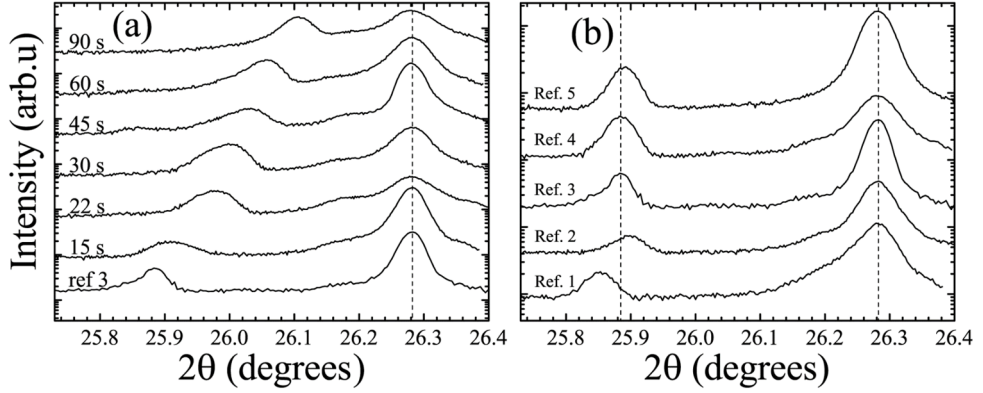 (a)
90 s
60 s
45 s
30 s
22 s
15 s
ref 3
Intensity (arb.u)
25.8 25.9 26.0 26.1 26.2 26.3 26.4
2θ (degrees)
(b)
Ref. 5
Ref. 4
Ref. 3
Ref. 2
Ref. 1
25.8 25.9 26.0 26.1 26.2 26.3 26.4
2θ (degrees)